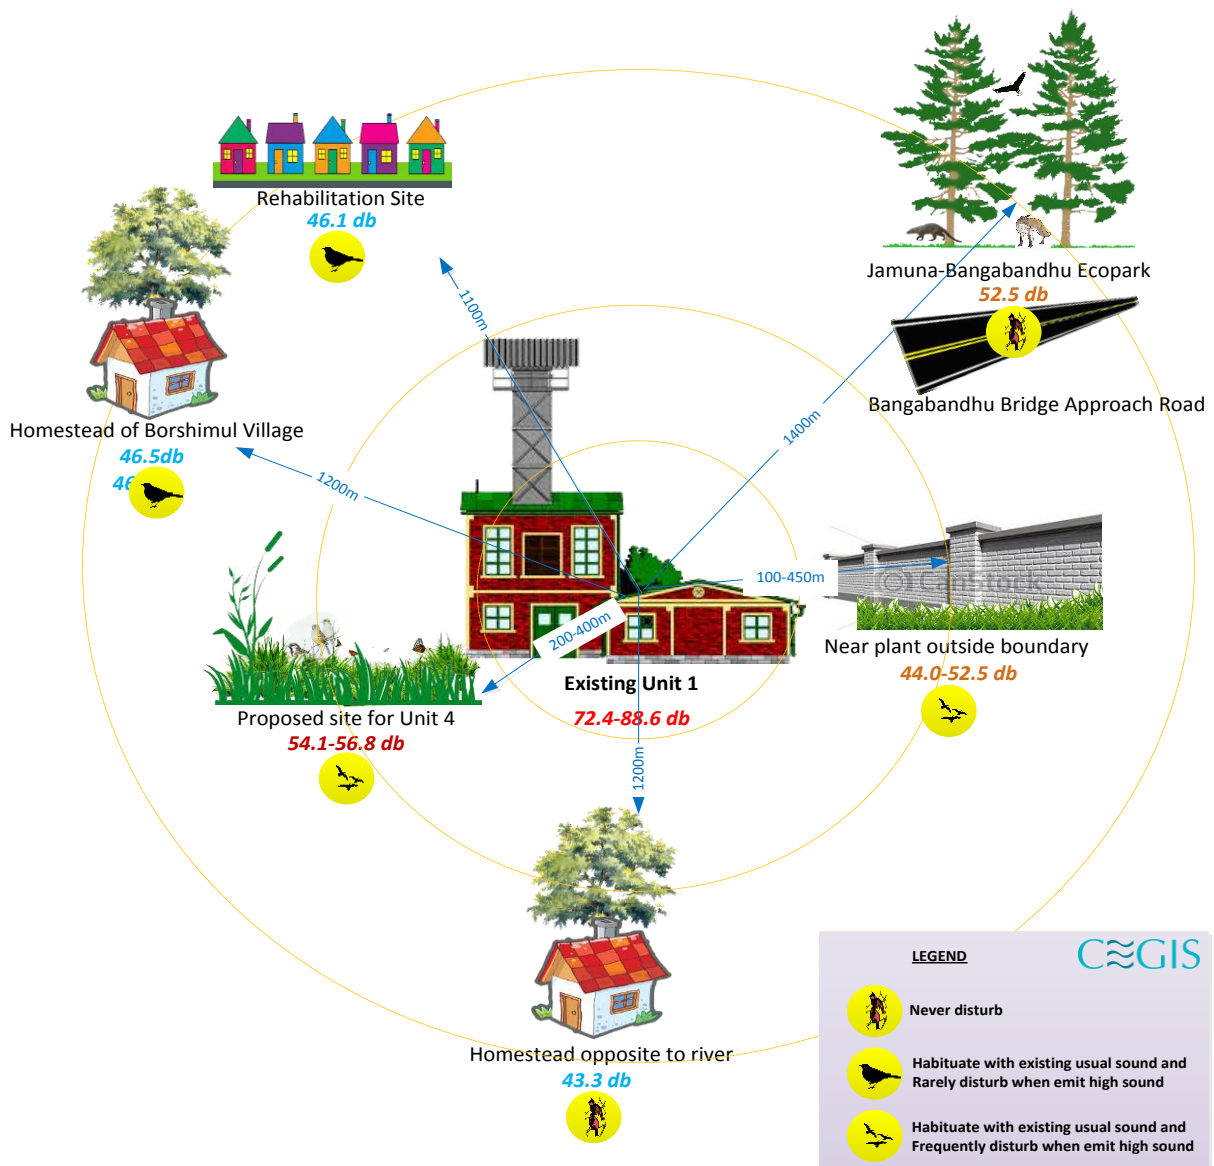 Rehabilitation Site
46.1 db
Jamuna-Bangabandhu Ecopark
52.5 db
Bangabandhu Bridge Approach Road
1100m
1400m
Homestead of Borshimul Village
46.5db
46
1200m
100-450m
© CanStock
200-400m
Near plant outside boundary
44.0-52.5 db
Existing Unit 1
72.4-88.6 db
Proposed site for Unit 4
54.1-56.8 db
1200m
Homestead opposite to river
43.3 db
LEGEND
CEGIS
Never disturb
Habituate with existing usual sound and
Rarely disturb when emit high sound
Habituate with existing usual sound and
Frequently disturb when emit high sound